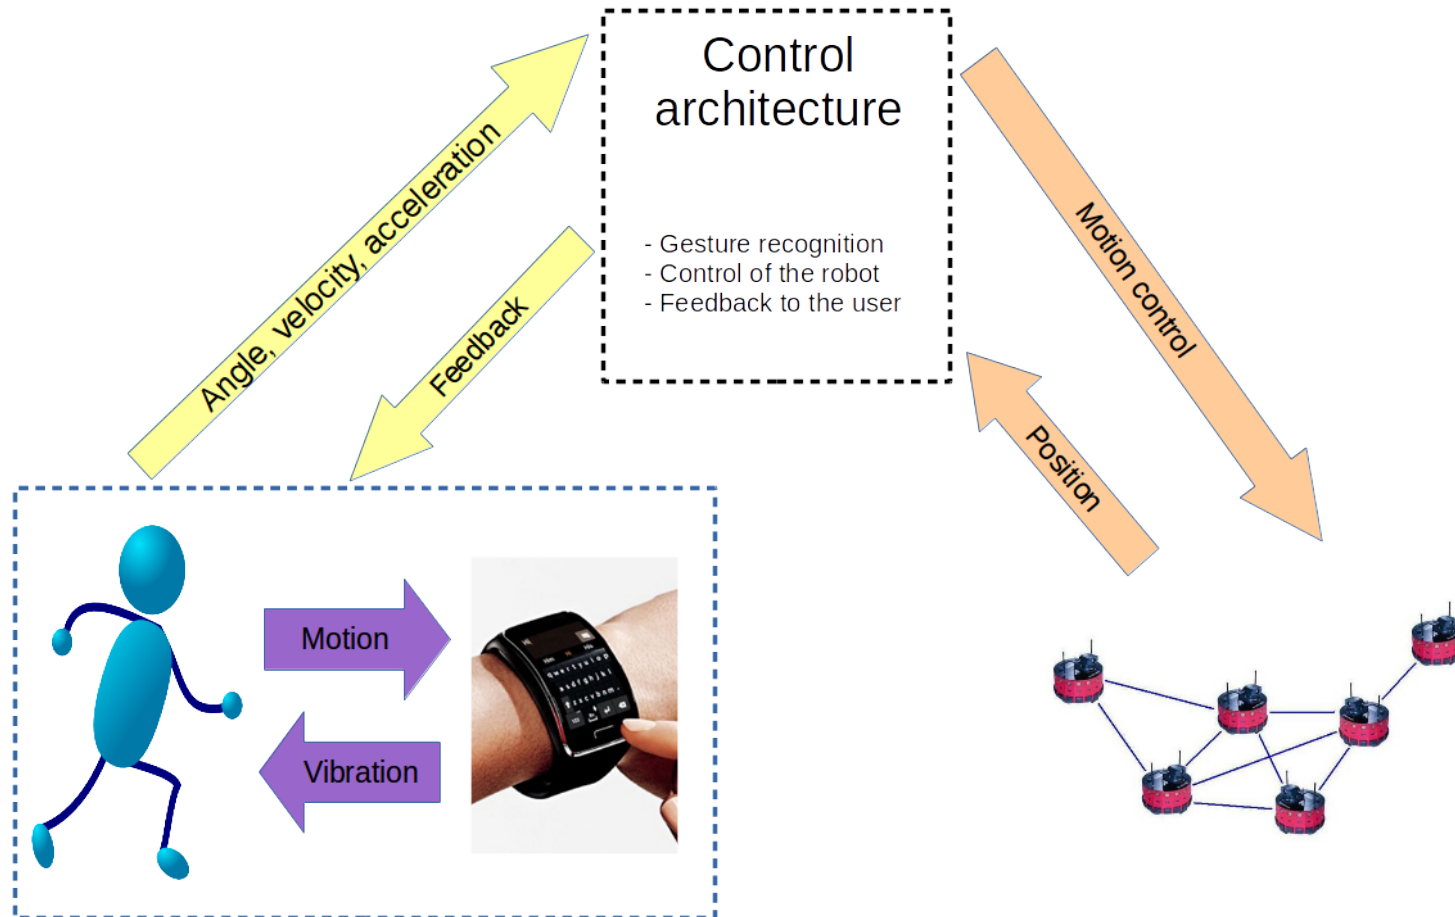 Control
architecture
- Gesture recognition
- Control of the robot
- Feedback to the user
Angle, velocity, acceleration
Feedback
Motion control
Position
Motion
Vibration
q w e r t y u i o p
a s d f g h j k l
z x c v b n m